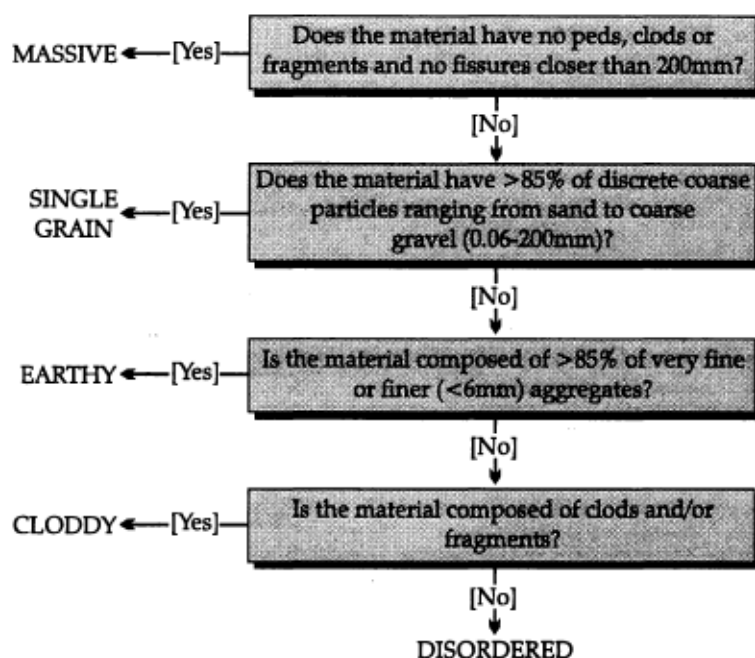 Does the material have no peds, clods or
MASSIVE [Yes] fragments and no fissures closer than 200mm?
[No]
Does the material have >85% of discrete coarse
SINGLE GRAIN [Yes] particles ranging from sand to coarse
gravel (0.06-200mm)?
[No]
Is the material composed of >85% of very fine
EARTHY [Yes] or finer (<6mm) aggregates?
[No]
Is the material composed of clods and/or
CLODDY [Yes] fragments?
[No]
DISORDERED